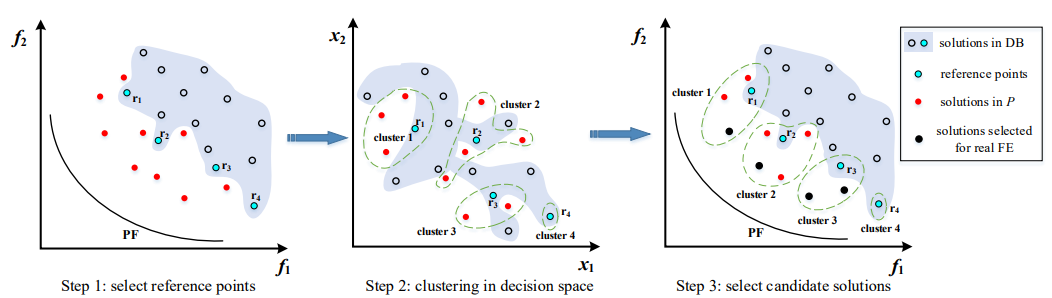 f2
r1
r2
r3
r4
PF
f1
Step 1: select reference points
x2
cluster 2
r1
r2
cluster 1
r3
r4
cluster 3
cluster 4
x1
Step 2: clustering in decision space
f2
cluster 1
r1
r2
r3
cluster 2
r4
cluster 3
PF
cluster 4
f1
Step 3: select candidate solutions
solutions in DB
reference points
solutions in P
solutions selected
for real FE